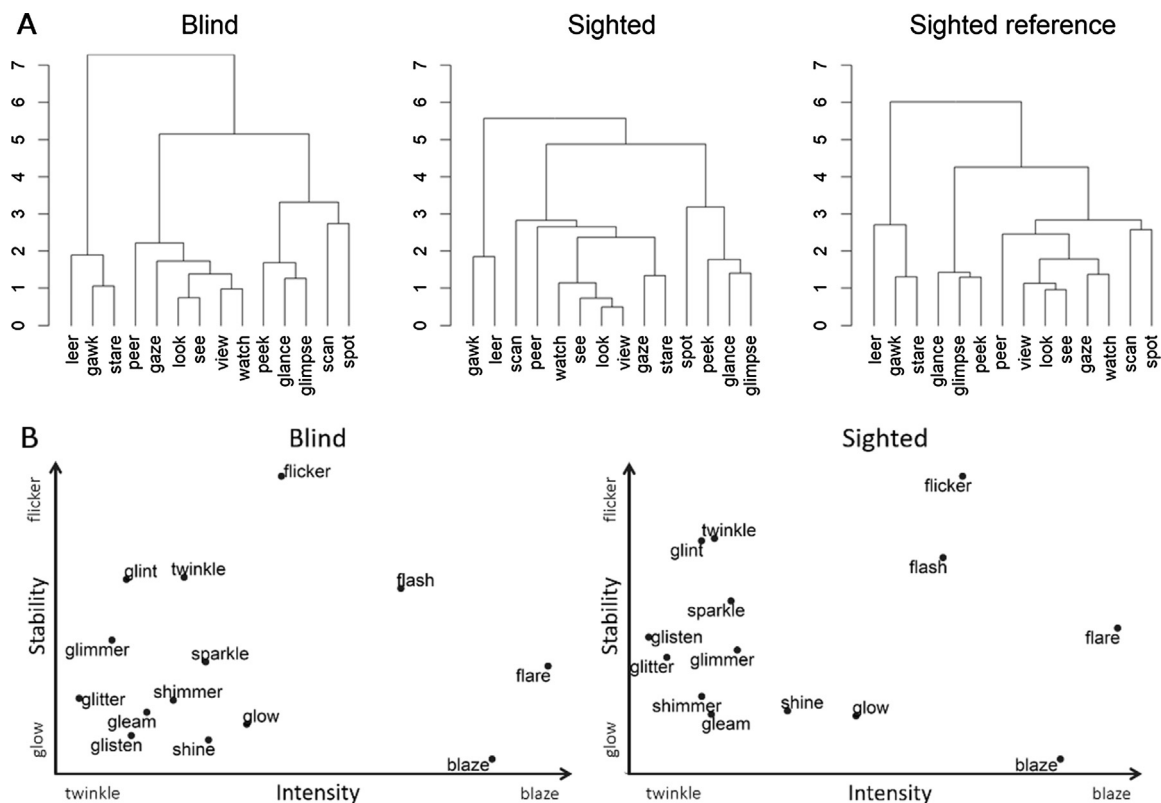 A
Blind
Sighted
Sighted reference
7
6
5
4
3
2
1
0
leer
gawk
stare
peer
gaze
look
see
view
watch
peek
glance
glimpse
scan
spot
7
6
5
4
3
2
1
0
gawk
leer
scan
peer
watch
see
look
view
gaze
stare
spot
peek
glance
glimpse
7
6
5
4
3
2
1
0
leer
gawk
stare
glance
glimpse
peek
peer
view
look
see
gaze
watch
scan
spot
B
Blind
flicker
Stability
glow
flicker
glint
twinkle
flash
glimmer
sparkle
flare
glitter
shimmer
gleam
glow
glisten
shine
blaze
twinkle
Intensity
blaze
Sighted
flicker
Stability
glow
flicker
twinkle
glint
flash
sparkle
glisten
flare
glitter
glimmer
shimmer
shine
glow
gleam
blaze
twinkle
Intensity
blaze